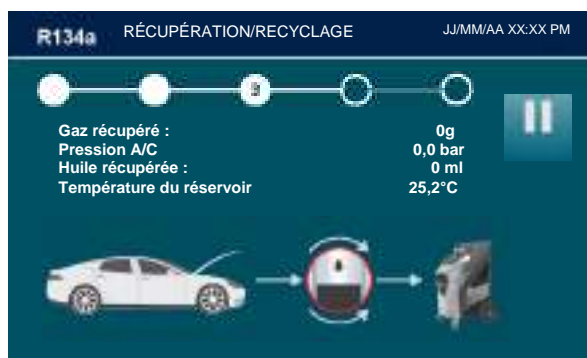 R134a RÉCUPÉRATION/RECYCLAGE JJ/MM/AA XX:XX PM
3
Gaz récupéré : 0g
Pression A/C 0,0 bar
Huile récupérée : 0 ml
Température du réservoir 25,2°C